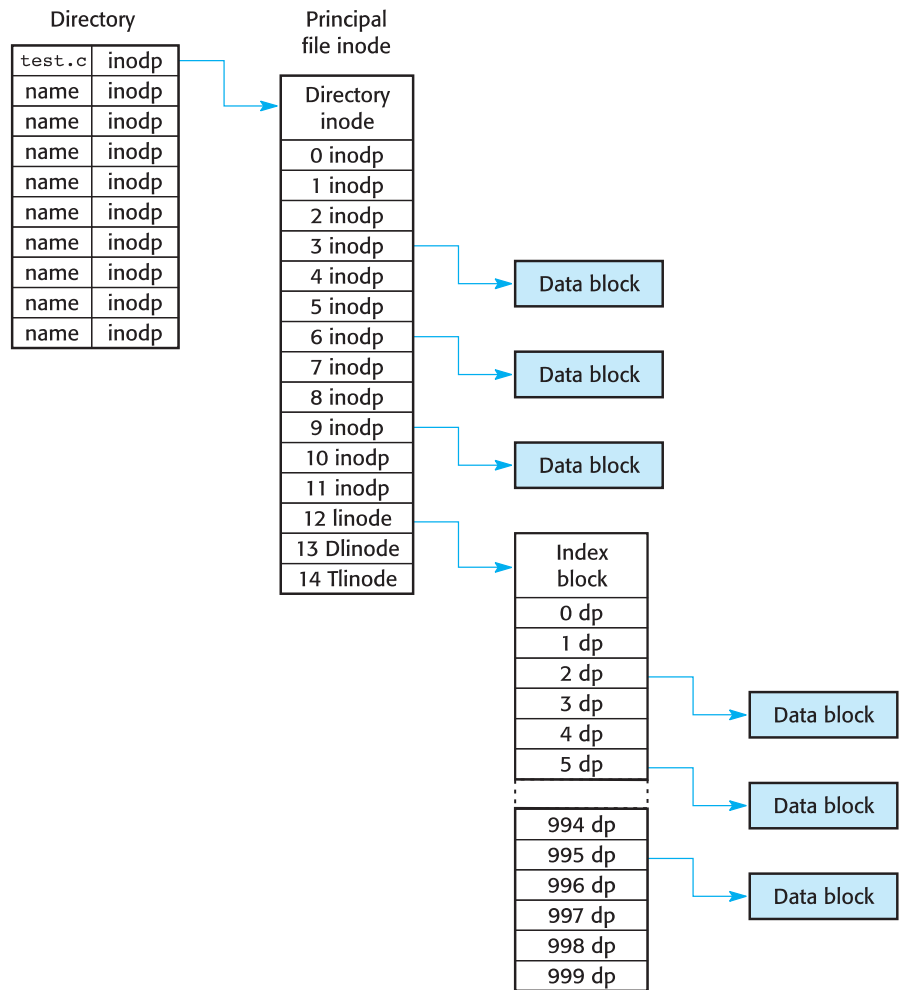 Directory
test.c inodp
name inodp
name inodp
name inodp
name inodp
name inodp
name inodp
name inodp
name inodp
name inodp
Principal
file inode
Directory
inode
0 inodp
1 inodp
2 inodp
3 inodp
4 inodp
5 inodp
6 inodp
7 inodp
8 inodp
9 inodp
10 inodp
11 inodp
12 linode
13 Dlinode
14 Tlinode
Data block
Data block
Data block
Index
block
0 dp
1 dp
2 dp
3 dp
4 dp
5 dp
994 dp
995 dp
996 dp
997 dp
998 dp
999 dp
Data block
Data block
Data block